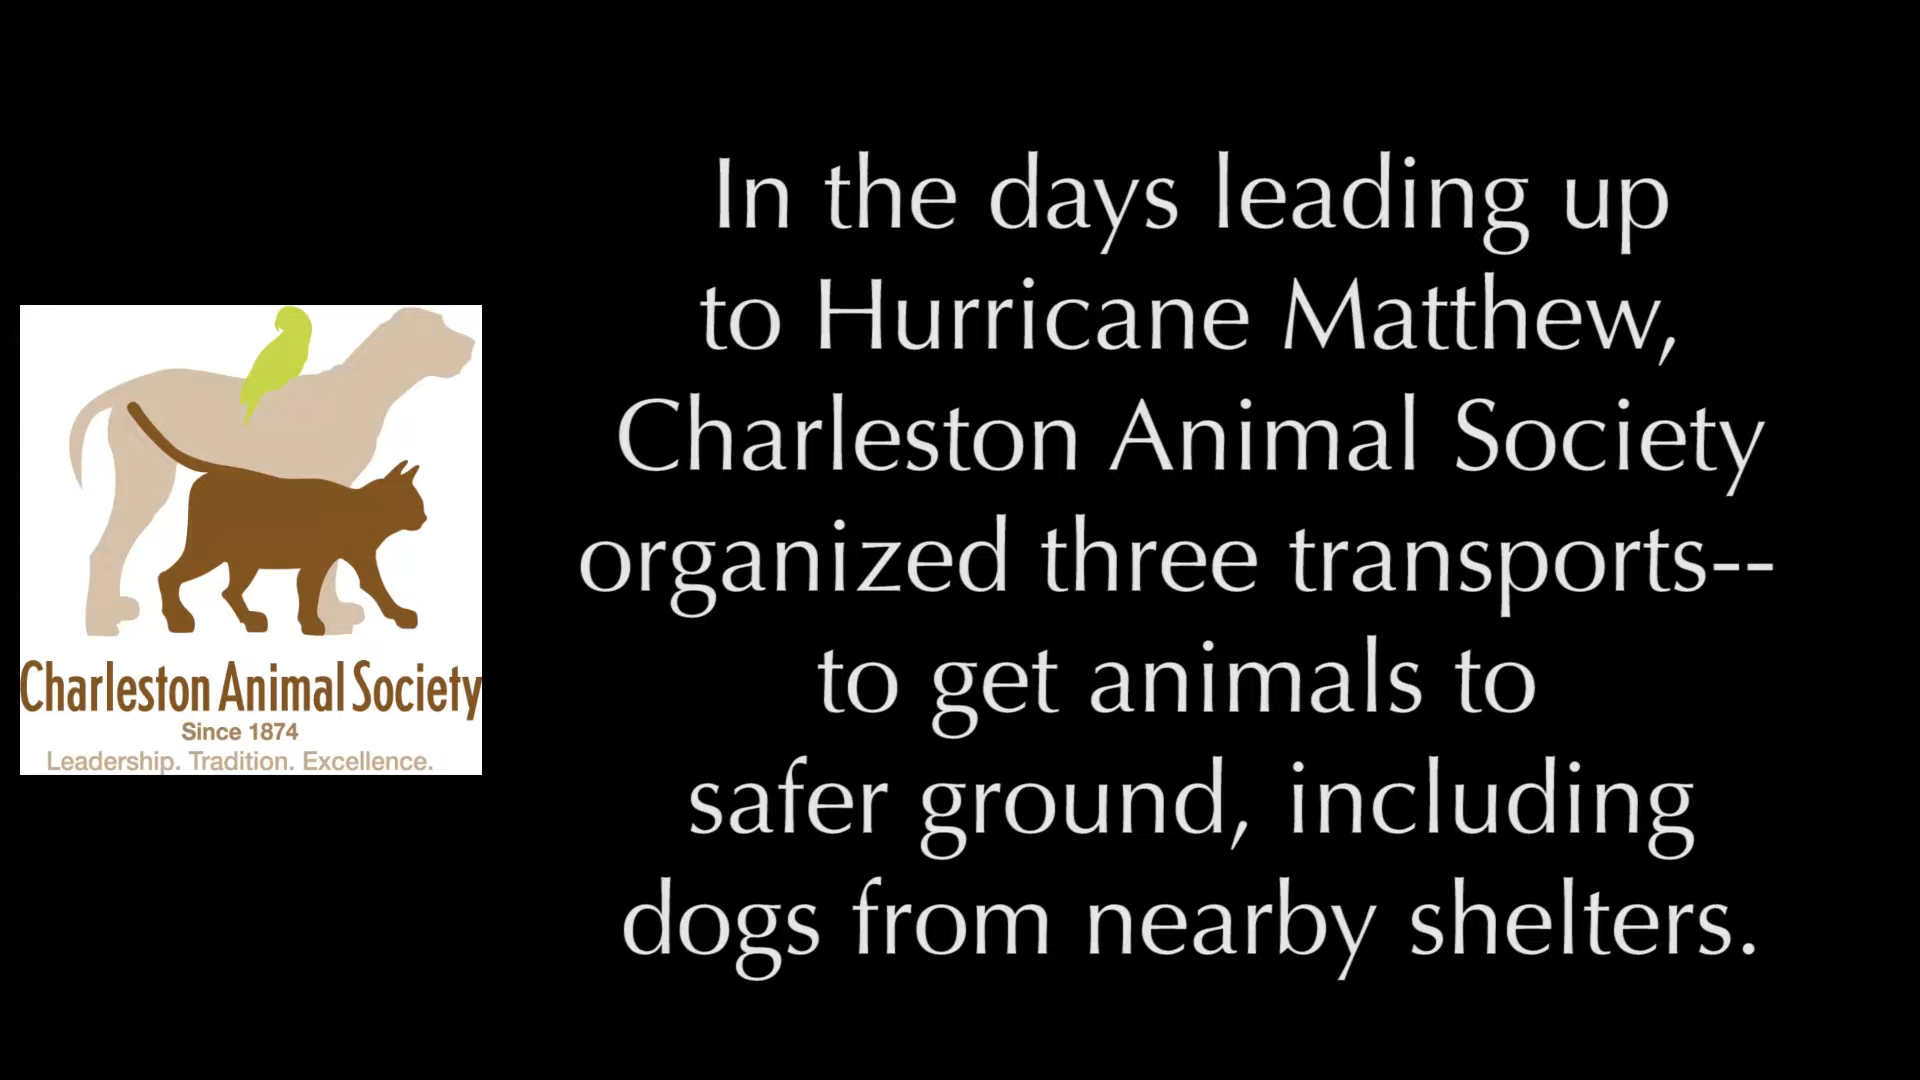 Charleston Animal Society
Since 1874
Leadership. Tradition. Excellence.
In the days leading up
to Hurricane Matthew,
Charleston Animal Society
organized three transports--
to get animals to
safer ground, including
dogs from nearby shelters.